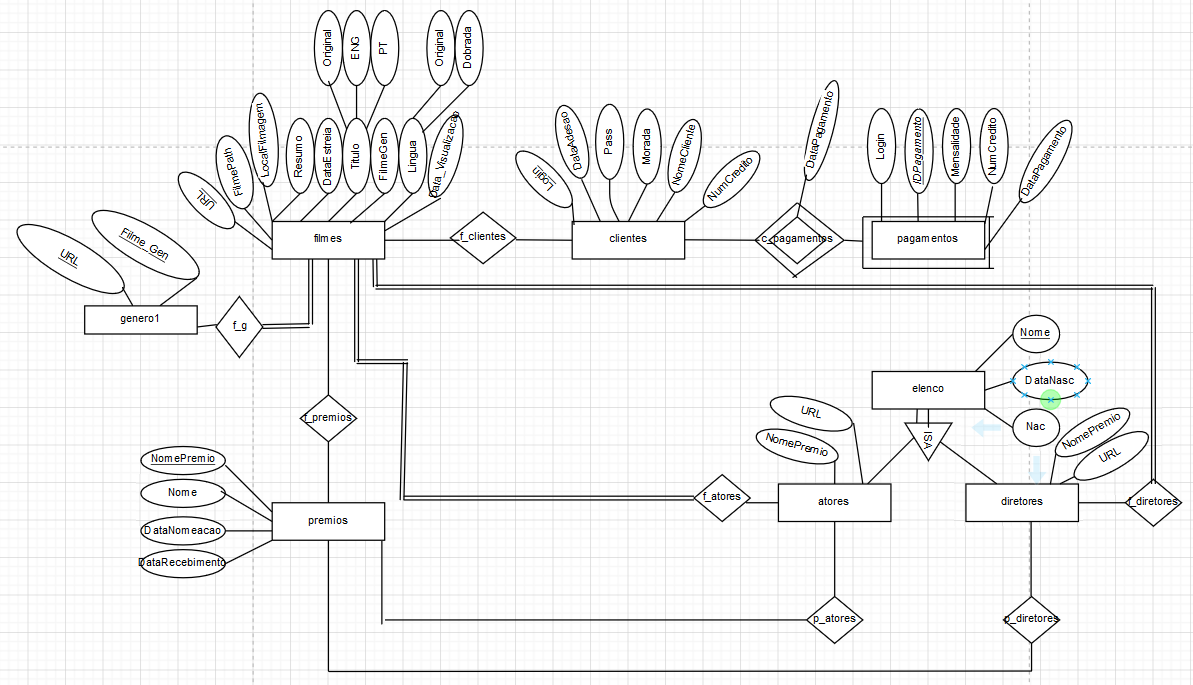 Original
ENG
PT
Original
Dobrada
URL
FilmePath
LocalFilmagem
Resumo
DataEstreia
Titulo
FilmeGen
Lingua
Data_Visualizacao
filmes
f_clientes
Login
DataAdesao
Pass
Morada
NomeCliente
NumCredito
clientes
DataPagamento
c_pagamentos
Login
IDPagamento
Mensalidade
NumCredito
DataPagamento
pagamentos
URL
Filme_Gen
genero1
f_g
f_premios
Nome
DataNasc
Nac
elenco
ISA
URL
NomePremio
NomePremio
URL
NomePremio
Nome
DataNomeacao
DataRecebimento
premios
f_atores
atores
diretores
f_diretores
p_atores
p_diretores